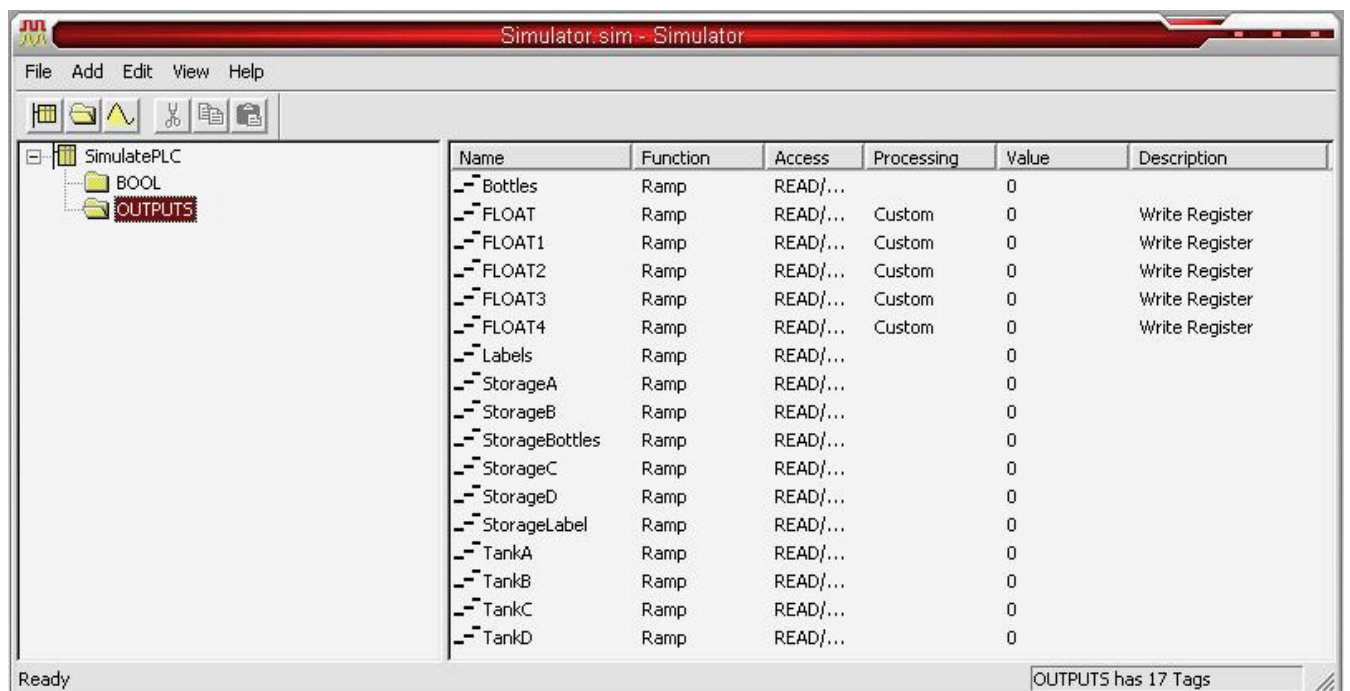 Simulator.sim - Simulator
File Add Edit View Help
SimulatePLC
BOOL
OUTPUTS
Name Function Access Processing Value Description
Bottles Ramp READ/... 0
FLOAT Ramp READ/... Custom 0 Write Register
FLOAT1 Ramp READ/... Custom 0 Write Register
FLOAT2 Ramp READ/... Custom 0 Write Register
FLOAT3 Ramp READ/... Custom 0 Write Register
FLOAT4 Ramp READ/... Custom 0 Write Register
Labels Ramp READ/... 0
StorageA Ramp READ/... 0
StorageB Ramp READ/... 0
StorageBottles Ramp READ/... 0
StorageC Ramp READ/... 0
StorageD Ramp READ/... 0
StorageLabel Ramp READ/... 0
TankA Ramp READ/... 0
TankB Ramp READ/... 0
TankC Ramp READ/... 0
TankD Ramp READ/... 0
Ready OUTPUTS has 17 Tags